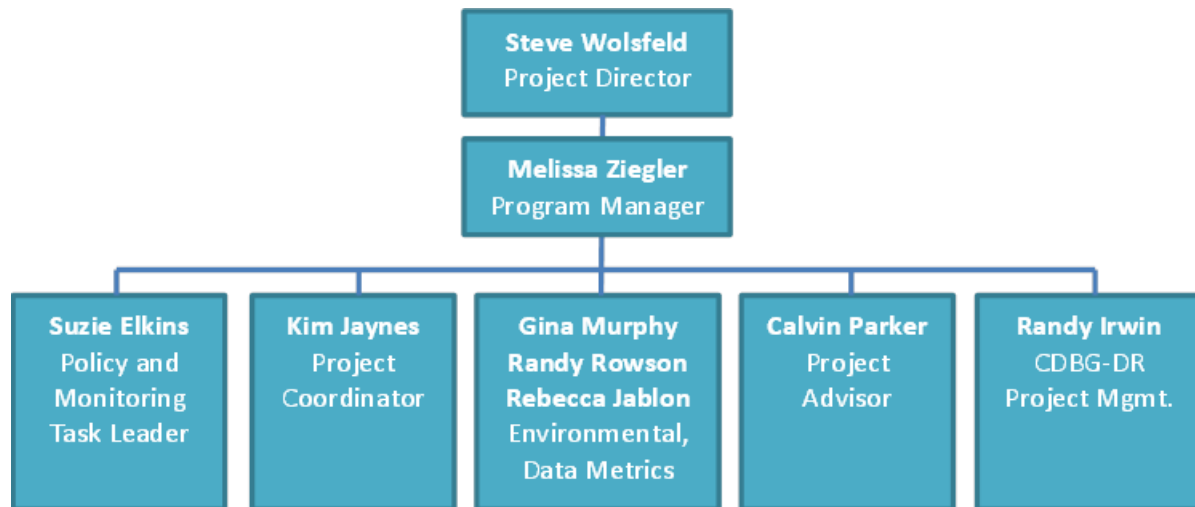 Steve Wolsfeld
Project Director
Melissa Ziegler
Program Manager
Suzie Elkins
Policy and
Monitoring
Task Leader
Kim Jaynes
Project
Coordinator
Gina Murphy
Randy Rowson
Rebecca Jablon
Environmental,
Data Metrics
Calvin Parker
Project
Advisor
Randy Irwin
CDBG-DR
Project Mgmt.